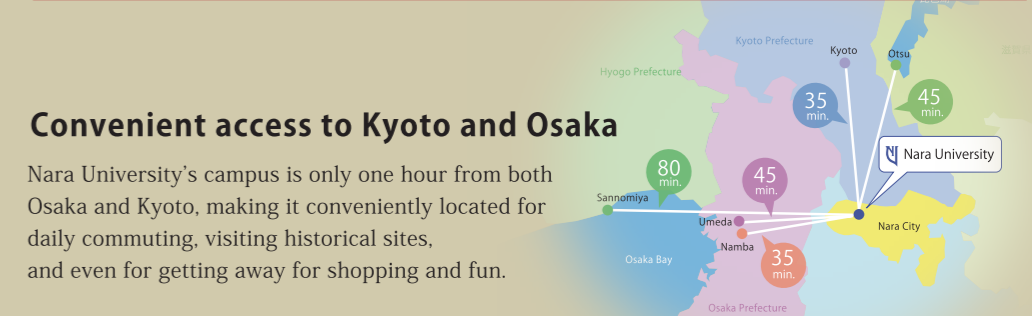 Convenient access to Kyoto and Osaka
Nara University's campus is only one hour from both
Osaka and Kyoto, making it conveniently located for
daily commuting, visiting historical sites,
and even for getting away for shopping and fun.
Kyoto Prefecture
Kyoto
Otsu
Hyogo Prefecture
35
min.
45
min.
Nara University
80
min.
45
min.
Sannomiya
Umeda
Nara City
Namba
Osaka Bay
35
min.
Osaka Prefecture